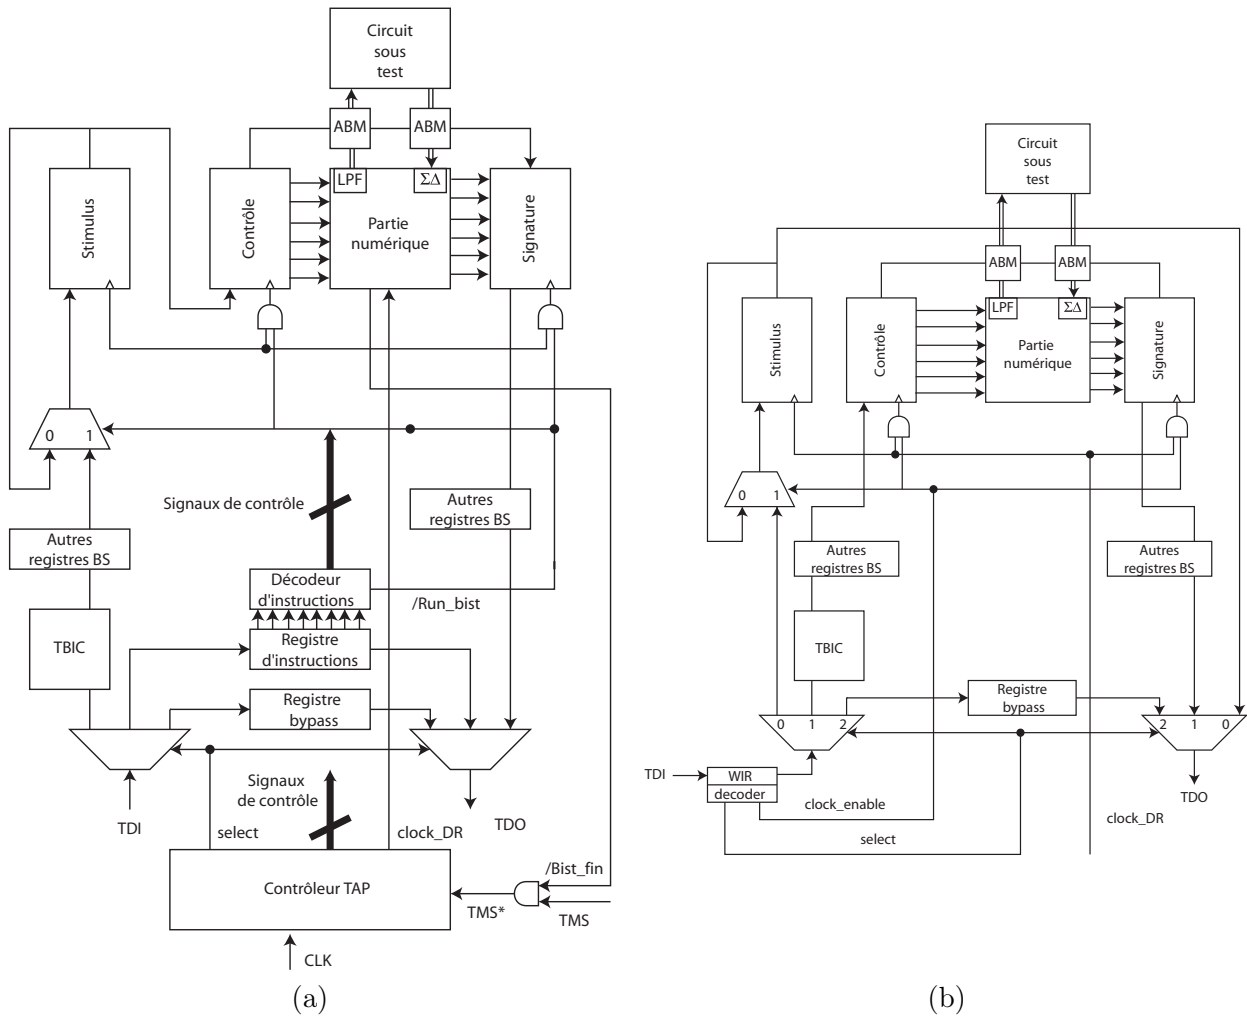 Circuit
sous
test
ABM
ABM
LPF
ΣΔ
Stimulus
Contrôle
Partie
numérique
Signature
0 1
Signaux de contrôle
Autres
registres BS
Autres
registres BS
Décodeur
d'instructions
/Run_bist
TBIC
Registre
d'instructions
Registre
bypass
Signaux
de contrôle
TDI
select
clock_DR
TDO
Contrôleur TAP
/Bist_fin
TMS*
TMS
CLK
(a)
Circuit
sous
test
ABM
ABM
LPF
ΣΔ
Stimulus
Contrôle
Partie
numérique
Signature
0 1
Autres
registres BS
Autres
registres BS
TBIC
Registre
bypass
0 1 2
2 1 0
TDI
WIR
decoder
clock_enable
TDO
clock_DR
select
(b)